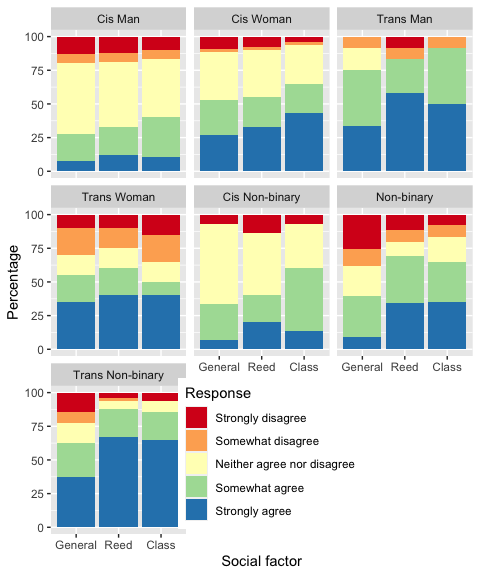 Cis Man
Cis Woman
Trans Man
100
75
50
25
0
Trans Woman
Cis Non-binary
Non-binary
100
75
50
25
0
General Reed Class
General Reed Class
Percentage
Trans Non-binary
100
75
50
25
0
General Reed Class
Response
Strongly disagree
Somewhat disagree
Neither agree nor disagree
Somewhat agree
Strongly agree
Social factor